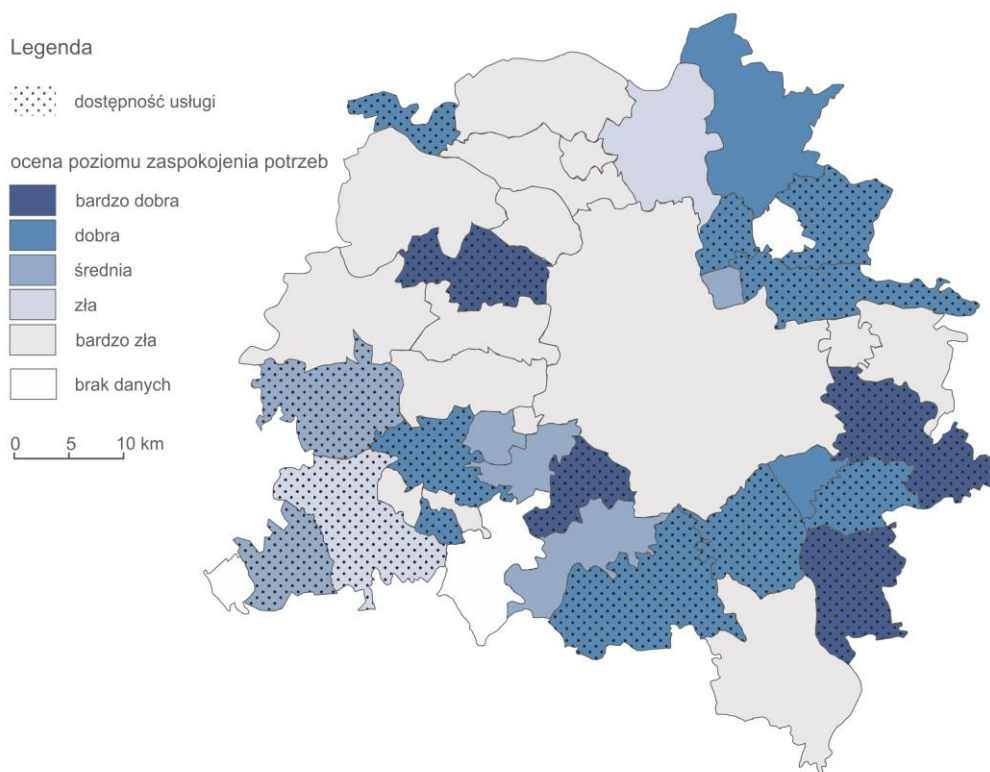 Legenda
dostępność usługi
ocena poziomu zaspokojenia potrzeb
bardzo dobra
dobra
średnia
zła
bardzo zła
brak danych
0 5 10 km